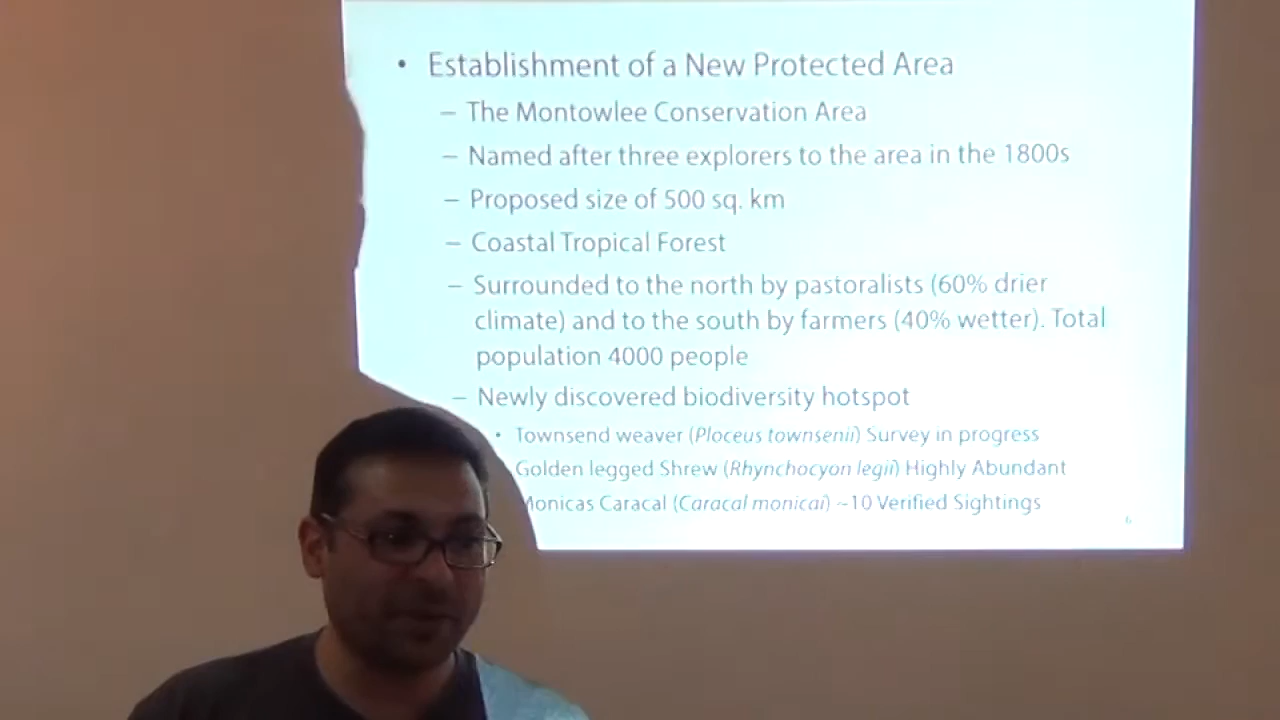 • Establishment of a New Protected Area
– The Montowlee Conservation Area
– Named after three explorers to the area in the 1800s
– Proposed size of 500 sq. km
– Coastal Tropical Forest
– Surrounded to the north by pastoralists (60% drier
climate) and to the south by farmers (40% wetter). Total
population 4000 people
– Newly discovered biodiversity hotspot
• Townsend weaver (Ploceus townsenii) Survey in progress
Golden legged Shrew (Rhynchocyon legii) Highly Abundant
Monicas Caracal (Caracal monicai) ~10 Verified Sightings
6